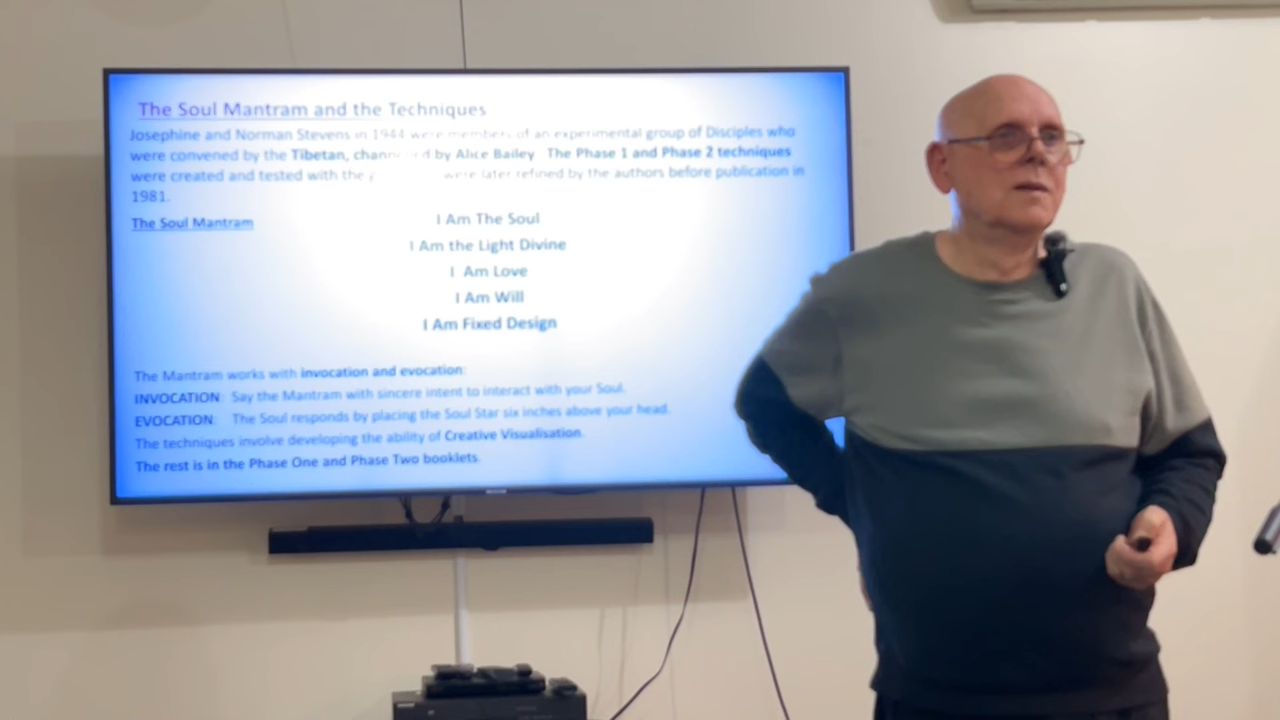 The Soul Mantram and the Techniques
Josephine and Norman Stevens in 1944 were members of an experimental group of Disciples who
were convened by the Tibetan, by Alice Bailey The Phase 1 and Phase 2 techniques
were created and tested with the were later refined by the authors before publication in
1981.
The Soul Mantram
I Am The Soul
I Am the Light Divine
I Am Love
I Am Will
I Am Fixed Design
The Mantram works with invocation and evocation:
INVOCATION: Say the Mantram with sincere intent to interact with your Soul.
EVOCATION: The Soul responds by placing the Soul Star six inches above your head.
The techniques involve developing the ability of Creative Visualisation.
The rest is in the Phase One and Phase Two booklets.